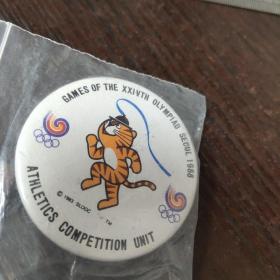 GAMES OF THE XXIVTH OLYMPIAD SEOUL 1988
© 1983 SLOOC TM
ATHLETICS COMPETITION UNIT